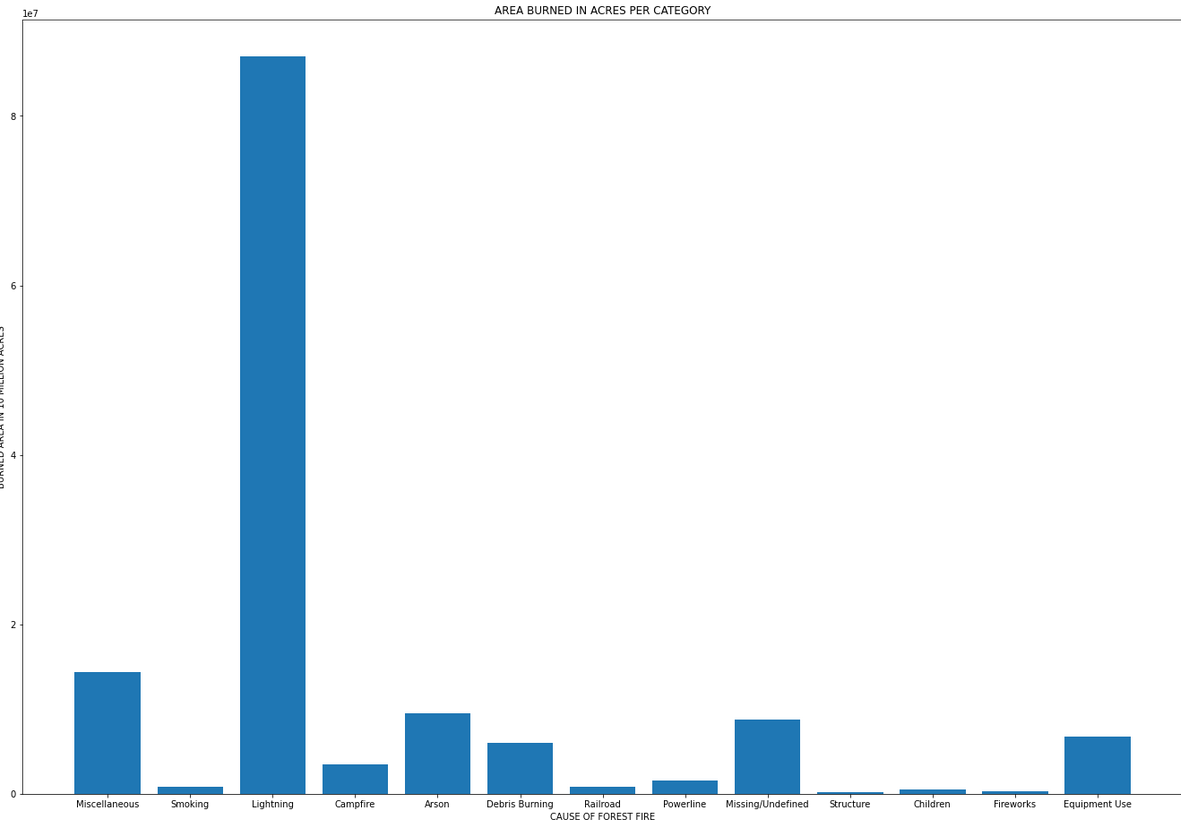 AREA BURNED IN ACRES PER CATEGORY
1e7
8
6
4
2
0
BURNED AREA IN 10 MILLION ACRES
Miscellaneous Smoking Lightning Campfire Arson Debris Burning Railroad Powerline Missing/Undefined Structure Children Fireworks Equipment Use
CAUSE OF FOREST FIRE